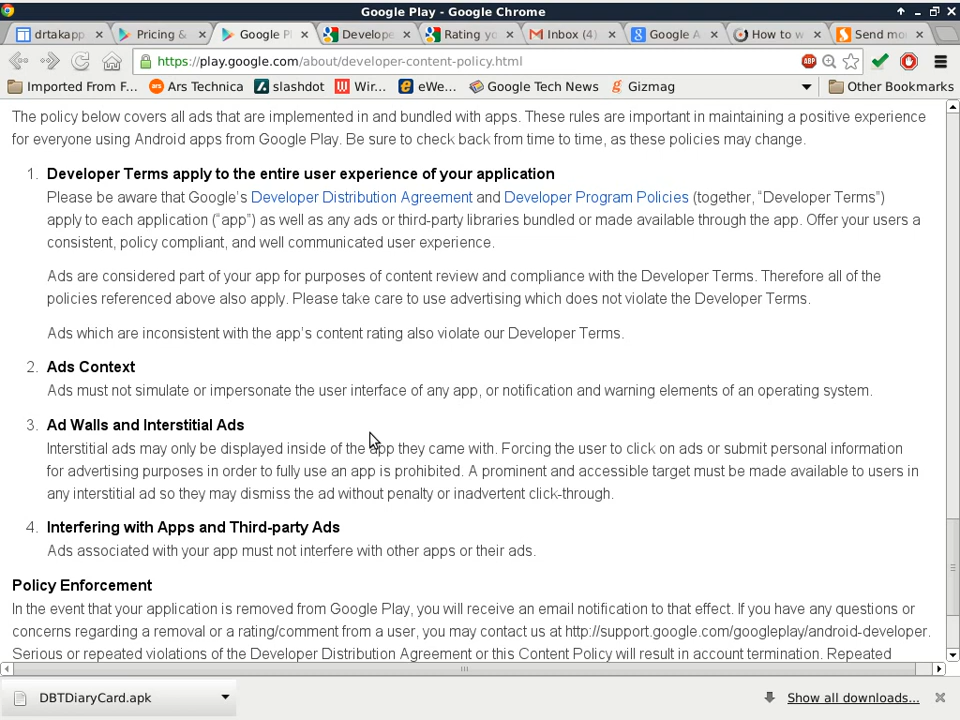 Google Play - Google Chrome
drtakapp
Pricing &
Google P
Develope
Rating yo
Inbox (4)
Google A
How to w
Send mo
https://play.google.com/about/developer-content-policy.html
Imported From F...
Ars Technica
slashdot
Wir...
eWe...
Google Tech News
Gizmag
Other Bookmarks
The policy below covers all ads that are implemented in and bundled with apps. These rules are important in maintaining a positive experience
for everyone using Android apps from Google Play. Be sure to check back from time to time, as these policies may change.
1. Developer Terms apply to the entire user experience of your application
Please be aware that Google's Developer Distribution Agreement and Developer Program Policies (together, “Developer Terms”)
apply to each application (“app”) as well as any ads or third-party libraries bundled or made available through the app. Offer your users a
consistent, policy compliant, and well communicated user experience.
Ads are considered part of your app for purposes of content review and compliance with the Developer Terms. Therefore all of the
policies referenced above also apply. Please take care to use advertising which does not violate the Developer Terms.
Ads which are inconsistent with the app's content rating also violate our Developer Terms.
2. Ads Context
Ads must not simulate or impersonate the user interface of any app, or notification and warning elements of an operating system.
3. Ad Walls and Interstitial Ads
Interstitial ads may only be displayed inside of the app they came with. Forcing the user to click on ads or submit personal information
for advertising purposes in order to fully use an app is prohibited. A prominent and accessible target must be made available to users in
any interstitial ad so they may dismiss the ad without penalty or inadvertent click-through.
4. Interfering with Apps and Third-party Ads
Ads associated with your app must not interfere with other apps or their ads.
Policy Enforcement
In the event that your application is removed from Google Play, you will receive an email notification to that effect. If you have any questions or
concerns regarding a removal or a rating/comment from a user, you may contact us at http://support.google.com/googleplay/android-developer.
Serious or repeated violations of the Developer Distribution Agreement or this Content Policy will result in account termination. Repeated
DBTDiaryCard.apk
Show all downloads...